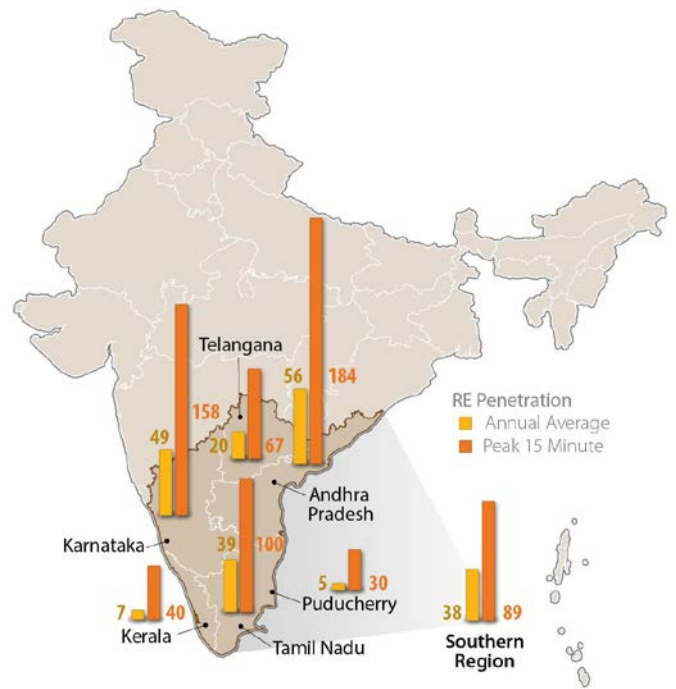 Telangana
56
184
RE Penetration
Annual Average
Peak 15 Minute
158
49
20
67
Andhra
Pradesh
Karnataka
39
100
5
30
Puducherry
7
40
Kerala
Tamil Nadu
38
89
Southern
Region